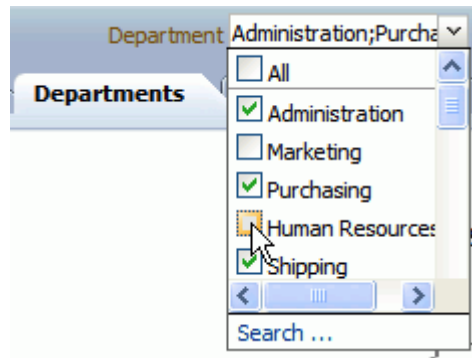 Department Administration;Purcha
All
Departments
Administration
Marketing
Purchasing
Human Resources
Shipping
Search ...